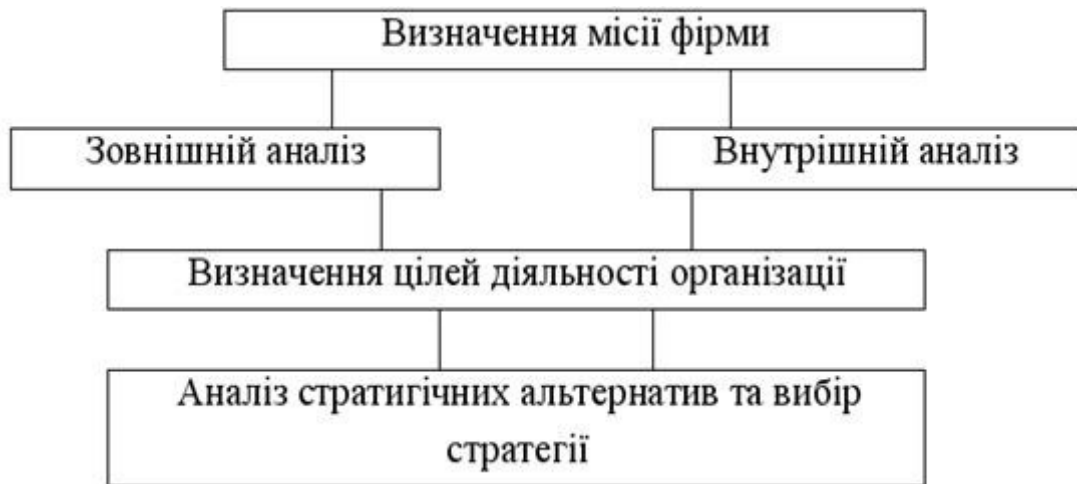 Визначення місії фірми
Зовнішній аналіз
Внутрішній аналіз
Визначення цілей діяльності організації
Аналіз стратигічних альтернатив та вибір
стратегії